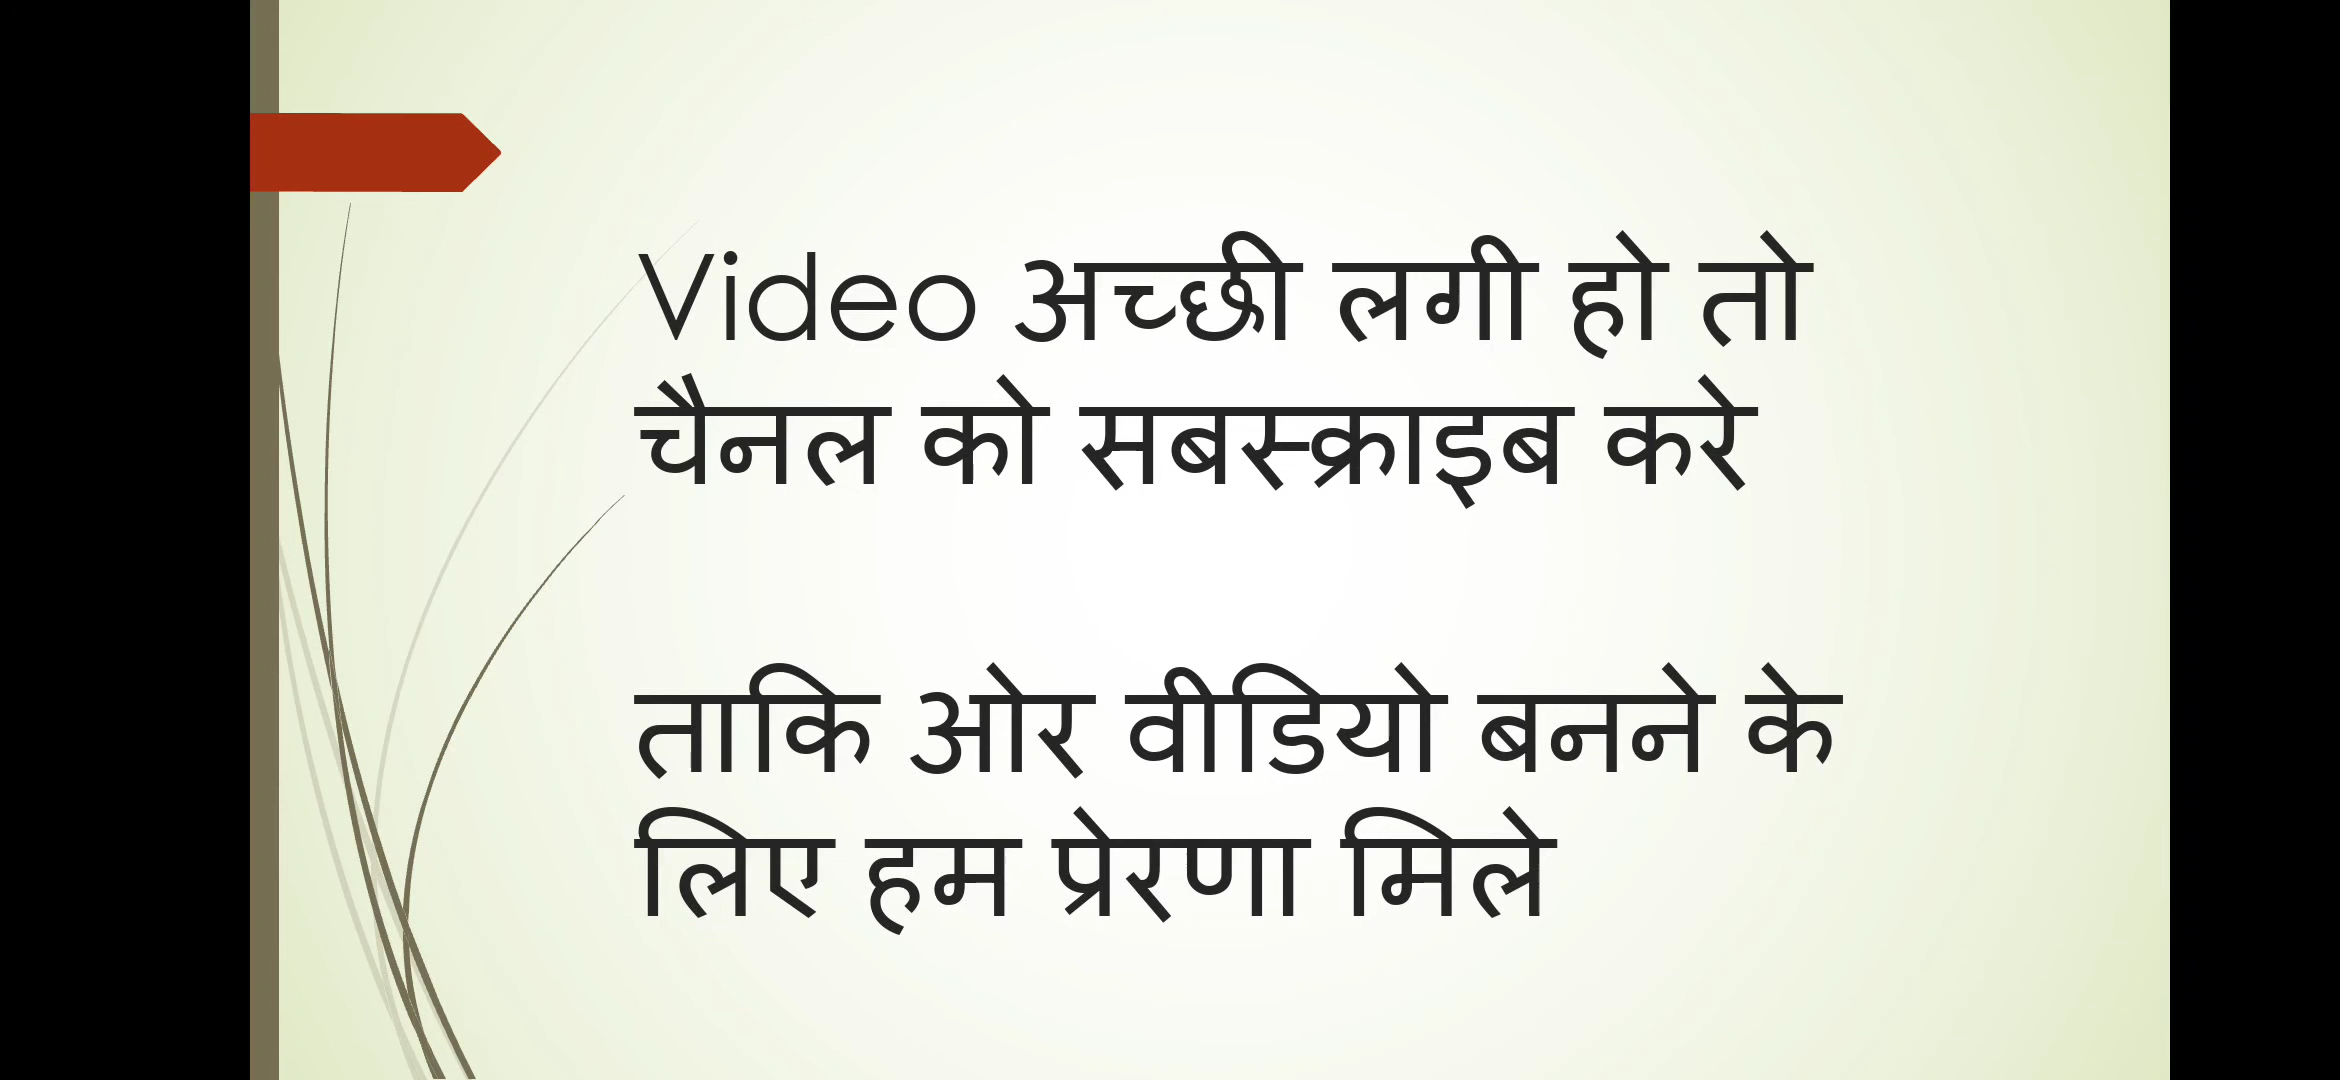 Video अच्छी लगी हो तो
चैनल को सबस्क्राइब करे
ताकि ओर वीडियो बनने के
लिए हम प्रेरणा मिले